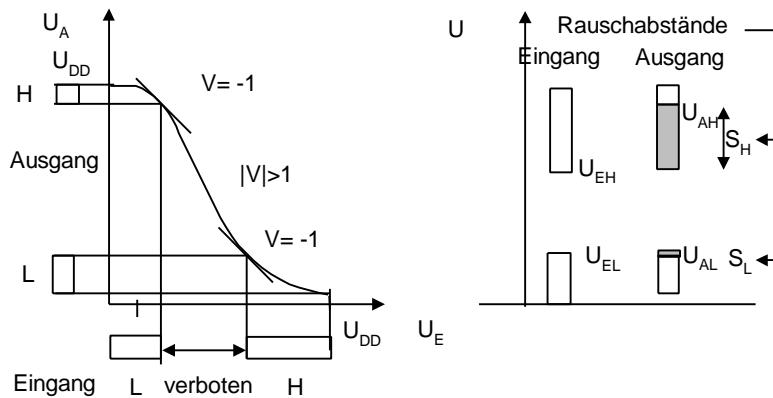 U_A
U_DD
H
V= -1
Ausgang
|V|>1
V= -1
L
U_DD
U_E
Eingang
L
verboten
H
U
Rauschabstände
Eingang
Ausgang
U_AH
S_H
U_EH
U_EL
U_AL
S_L